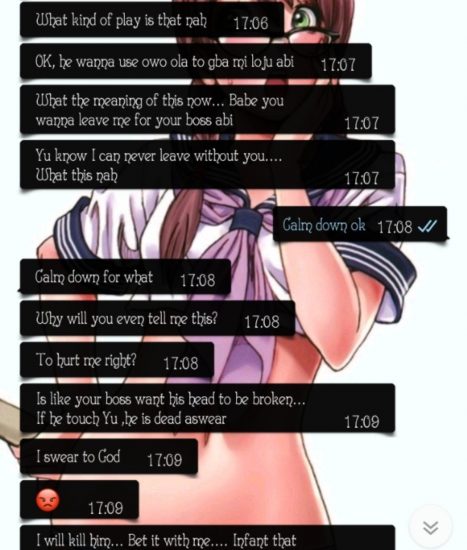 What kind of play is that nah 17:06
OK, he wanna use owo ola to gba mi loju abi 17:07
What the meaning of this now... Babe you
wanna leave me for your boss abi 17:07
Yu know I can never leave without you....
What this nah 17:07
Calm down ok 17:08
Calm down for what 17:08
Why will you even tell me this? 17:08
To hurt me right? 17:08
Is like your boss want his head to be broken...
If he touch Yu ,he is dead aswear 17:09
I swear to God 17:09
😡 17:09
I will kill him... Bet it with me.... Infant that